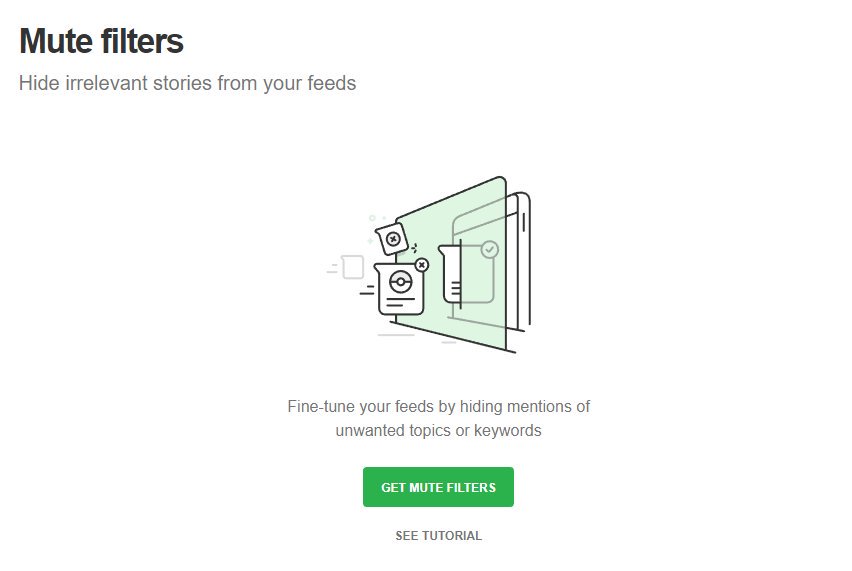 Mute filters
Hide irrelevant stories from your feeds
Fine-tune your feeds by hiding mentions of
unwanted topics or keywords
GET MUTE FILTERS
SEE TUTORIAL